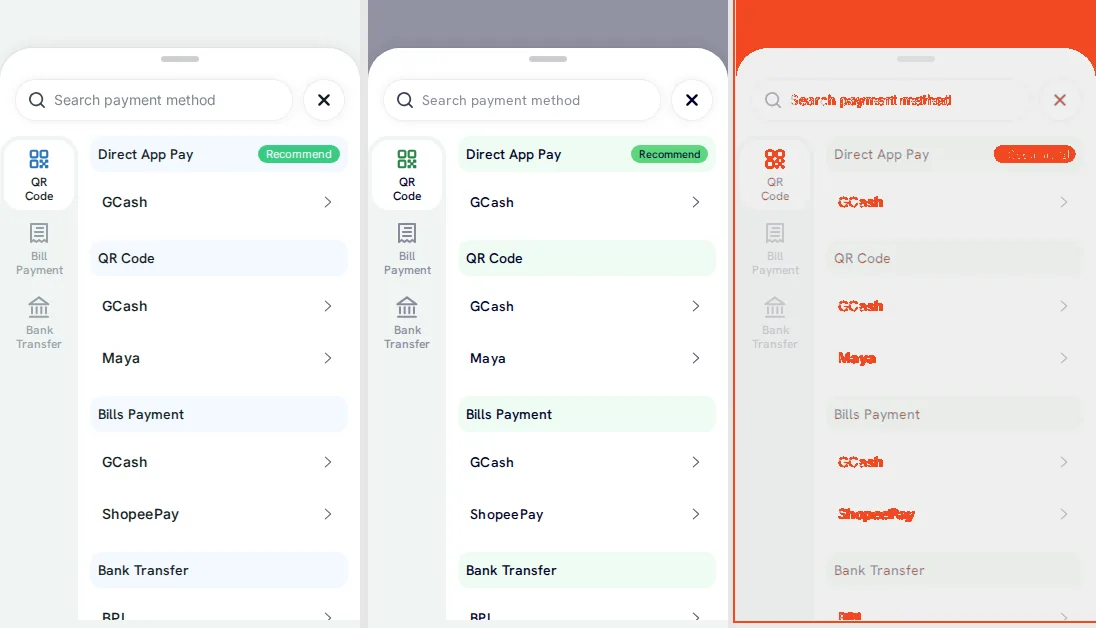 Search payment method
QR
Code
Bill
Payment
Bank
Transfer
Direct App Pay
Recommend
GCash
QR Code
GCash
Maya
Bills Payment
GCash
ShopeePay
Bank Transfer
BPI
Search payment method
QR
Code
Bill
Payment
Bank
Transfer
Direct App Pay
Recommend
GCash
QR Code
GCash
Maya
Bills Payment
GCash
ShopeePay
Bank Transfer
BPI
Search payment method
QR
Code
Bill
Payment
Bank
Transfer
Direct App Pay
GCash
QR Code
GCash
Maya
Bills Payment
GCash
ShopeePay
Bank Transfer